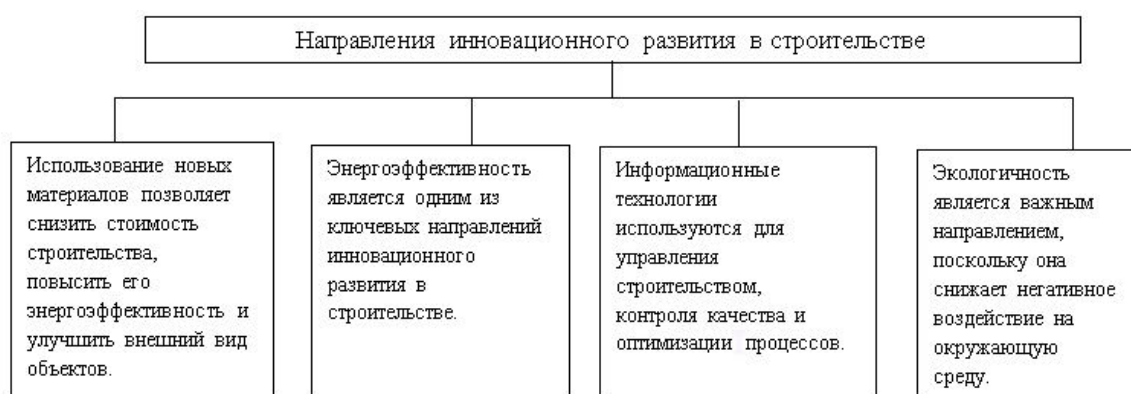 Направления инновационного развития в строительстве
Использование новых
материалов позволяет
снизить стоимость
строительства,
повысить его
энергоэффективность и
улучшить внешний вид
объектов.
Энергоэффективность
является одним из
ключевых направлений
инновационного
развития в
строительстве.
Информационные
технологии
используются для
управления
строительством,
контроля качества и
оптимизации процессов.
Экологичность
является важным
направлением,
поскольку она
снижает негативное
воздействие на
окружающую
среду.